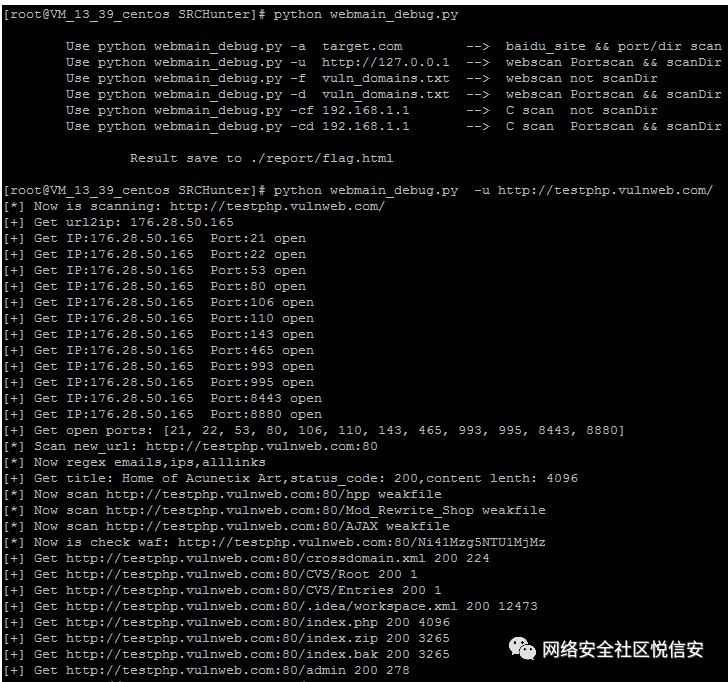 [root@VM_13_39_centos SRCHunter]# python webmain_debug.py
Use python webmain_debug.py -a target.com --> baidu_site && port/dir scan
Use python webmain_debug.py -u http://127.0.0.1 --> webscan Portscan && scanDir
Use python webmain_debug.py -f vuln_domains.txt --> webscan not scanDir
Use python webmain_debug.py -d vuln_domains.txt --> webscan Portscan && scanDir
Use python webmain_debug.py -cf 192.168.1.1 --> C scan not scanDir
Use python webmain_debug.py -cd 192.168.1.1 --> C scan Portscan && scanDir
Result save to ./report/flag.html
[root@VM_13_39_centos SRCHunter]# python webmain_debug.py -u http://testphp.vulnweb.com/
[*] Now is scanning: http://testphp.vulnweb.com/
[+] Get url2ip: 176.28.50.165
[+] Get IP:176.28.50.165 Port:21 open
[+] Get IP:176.28.50.165 Port:22 open
[+] Get IP:176.28.50.165 Port:53 open
[+] Get IP:176.28.50.165 Port:80 open
[+] Get IP:176.28.50.165 Port:106 open
[+] Get IP:176.28.50.165 Port:110 open
[+] Get IP:176.28.50.165 Port:143 open
[+] Get IP:176.28.50.165 Port:465 open
[+] Get IP:176.28.50.165 Port:993 open
[+] Get IP:176.28.50.165 Port:995 open
[+] Get IP:176.28.50.165 Port:8443 open
[+] Get IP:176.28.50.165 Port:8880 open
[+] Get open ports: [21, 22, 53, 80, 106, 110, 143, 465, 993, 995, 8443, 8880]
[*] Scan new_url: http://testphp.vulnweb.com:80
[*] Now regex emails,ips,alllinks
[+] Get title: Home of Acunetix Art,status_code: 200,content lenth: 4096
[*] Now scan http://testphp.vulnweb.com:80/hpp weakfile
[*] Now scan http://testphp.vulnweb.com:80/Mod_Rewrite_Shop weakfile
[*] Now scan http://testphp.vulnweb.com:80/AJAX weakfile
[*] Now is check waf: http://testphp.vulnweb.com:80/Ni41Mzg5NTU1MjMz
[+] Get http://testphp.vulnweb.com:80/crossdomain.xml 200 224
[+] Get http://testphp.vulnweb.com:80/CVS/Root 200 1
[+] Get http://testphp.vulnweb.com:80/CVS/Entries 200 1
[+] Get http://testphp.vulnweb.com:80/.idea/workspace.xml 200 12473
[+] Get http://testphp.vulnweb.com:80/index.php 200 4096
[+] Get http://testphp.vulnweb.com:80/index.zip 200 3265
[+] Get http://testphp.vulnweb.com:80/index.bak 200 3265
[+] Get http://testphp.vulnweb.com:80/admin 200 278
网络安全社区悦信安